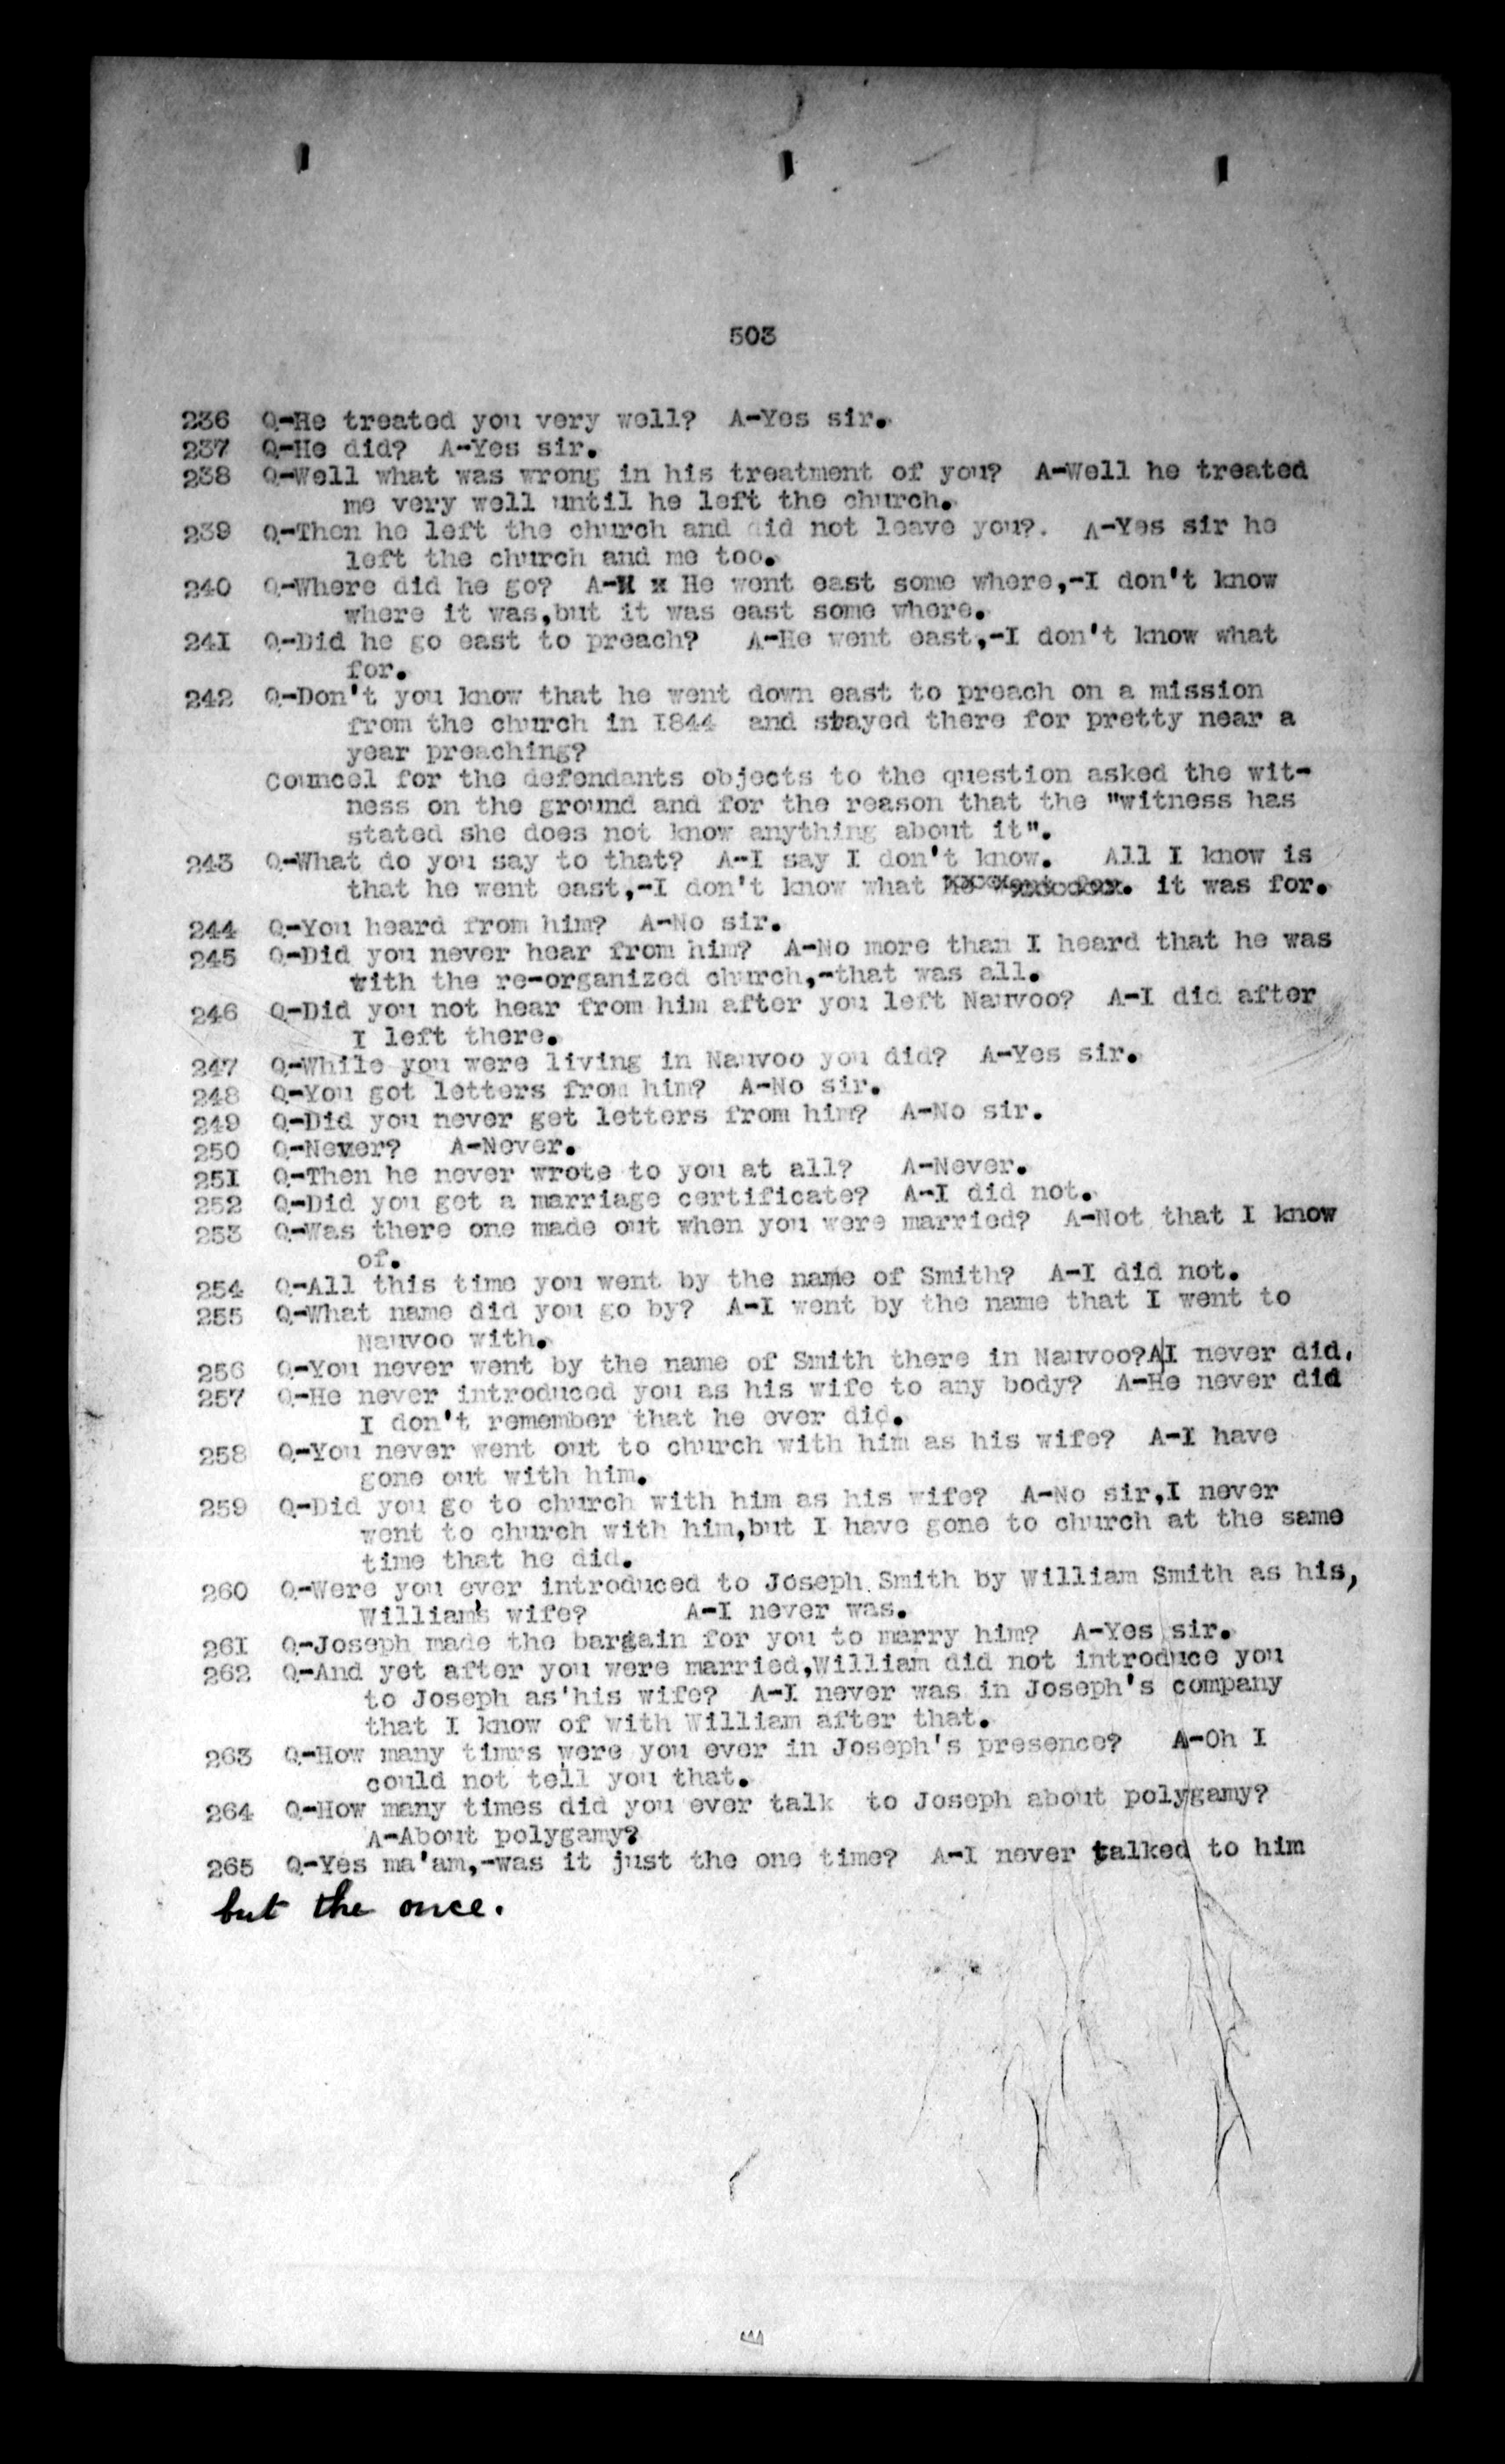 503
236 Q-He treated you very well? A-Yes sir.
237 Q-He did? A-Yes sir.
238 Q-Well what was wrong in his treatment of you? A-Well he treated
me very well until he left the church.
239 Q-Then he left the church and did not leave you?. A-Yes sir he
left the church and me too.
240 Q-Where did he go? A-H x He went east some where,-I don't know
where it was,but it was east some where.
241 Q-Did he go east to preach? A-He went east,-I don't know what
for.
242 Q-Don't you know that he went down east to preach on a mission
from the church in I844 and stayed there for pretty near a
year preaching?
Councel for the defendants objects to the question asked the wit-
ness on the ground and for the reason that the "witness has
stated she does not know anything about it".
243 Q-What do you say to that? A-I say I don't know. All I know is
that he went east,-I don't know what he went for. it was for.
244 Q-You heard from him? A-No sir.
245 Q-Did you never hear from him? A-No more than I heard that he was
with the re-organized church,-that was all.
246 Q-Did you not hear from him after you left Nauvoo? A-I did after
I left there.
247 Q-While you were living in Nauvoo you did? A-Yes sir.
248 Q-You got letters from him? A-No sir.
249 Q-Did you never get letters from him? A-No sir.
250 Q-Never? A-Never.
25I Q-Then he never wrote to you at all? A-Never.
252 Q-Did you get a marriage certificate? A-I did not.
253 Q-Was there one made out when you were married? A-Not that I know
of.
254 Q-All this time you went by the name of Smith? A-I did not.
255 Q-What name did you go by? A-I went by the name that I went to
Nauvoo with.
256 Q-You never went by the name of Smith there in Nauvoo?A|I never did.
257 Q-He never introduced you as his wife to any body? A-He never did
I don't remember that he ever did.
258 Q-You never went out to church with him as his wife? A-I have
gone out with him.
259 Q-Did you go to church with him as his wife? A-No sir,I never
went to church with him,but I have gone to church at the same
time that he did.
260 Q-Were you ever introduced to Joseph Smith by William Smith as his,
William's wife? A-I never was.
26I Q-Joseph made the bargain for you to marry him? A-Yes sir.
262 Q-And yet after you were married,William did not introduce you
to Joseph as'his wife? A-I never was in Joseph's company
that I know of with William after that.
263 Q-How many timrs were you ever in Joseph's presence? A-Oh I
could not tell you that.
264 Q-How many times did you ever talk to Joseph about polygamy?
A-About polygamy?
265 Q-Yes ma'am,-was it just the one time? A-I never talked to him
but the once.